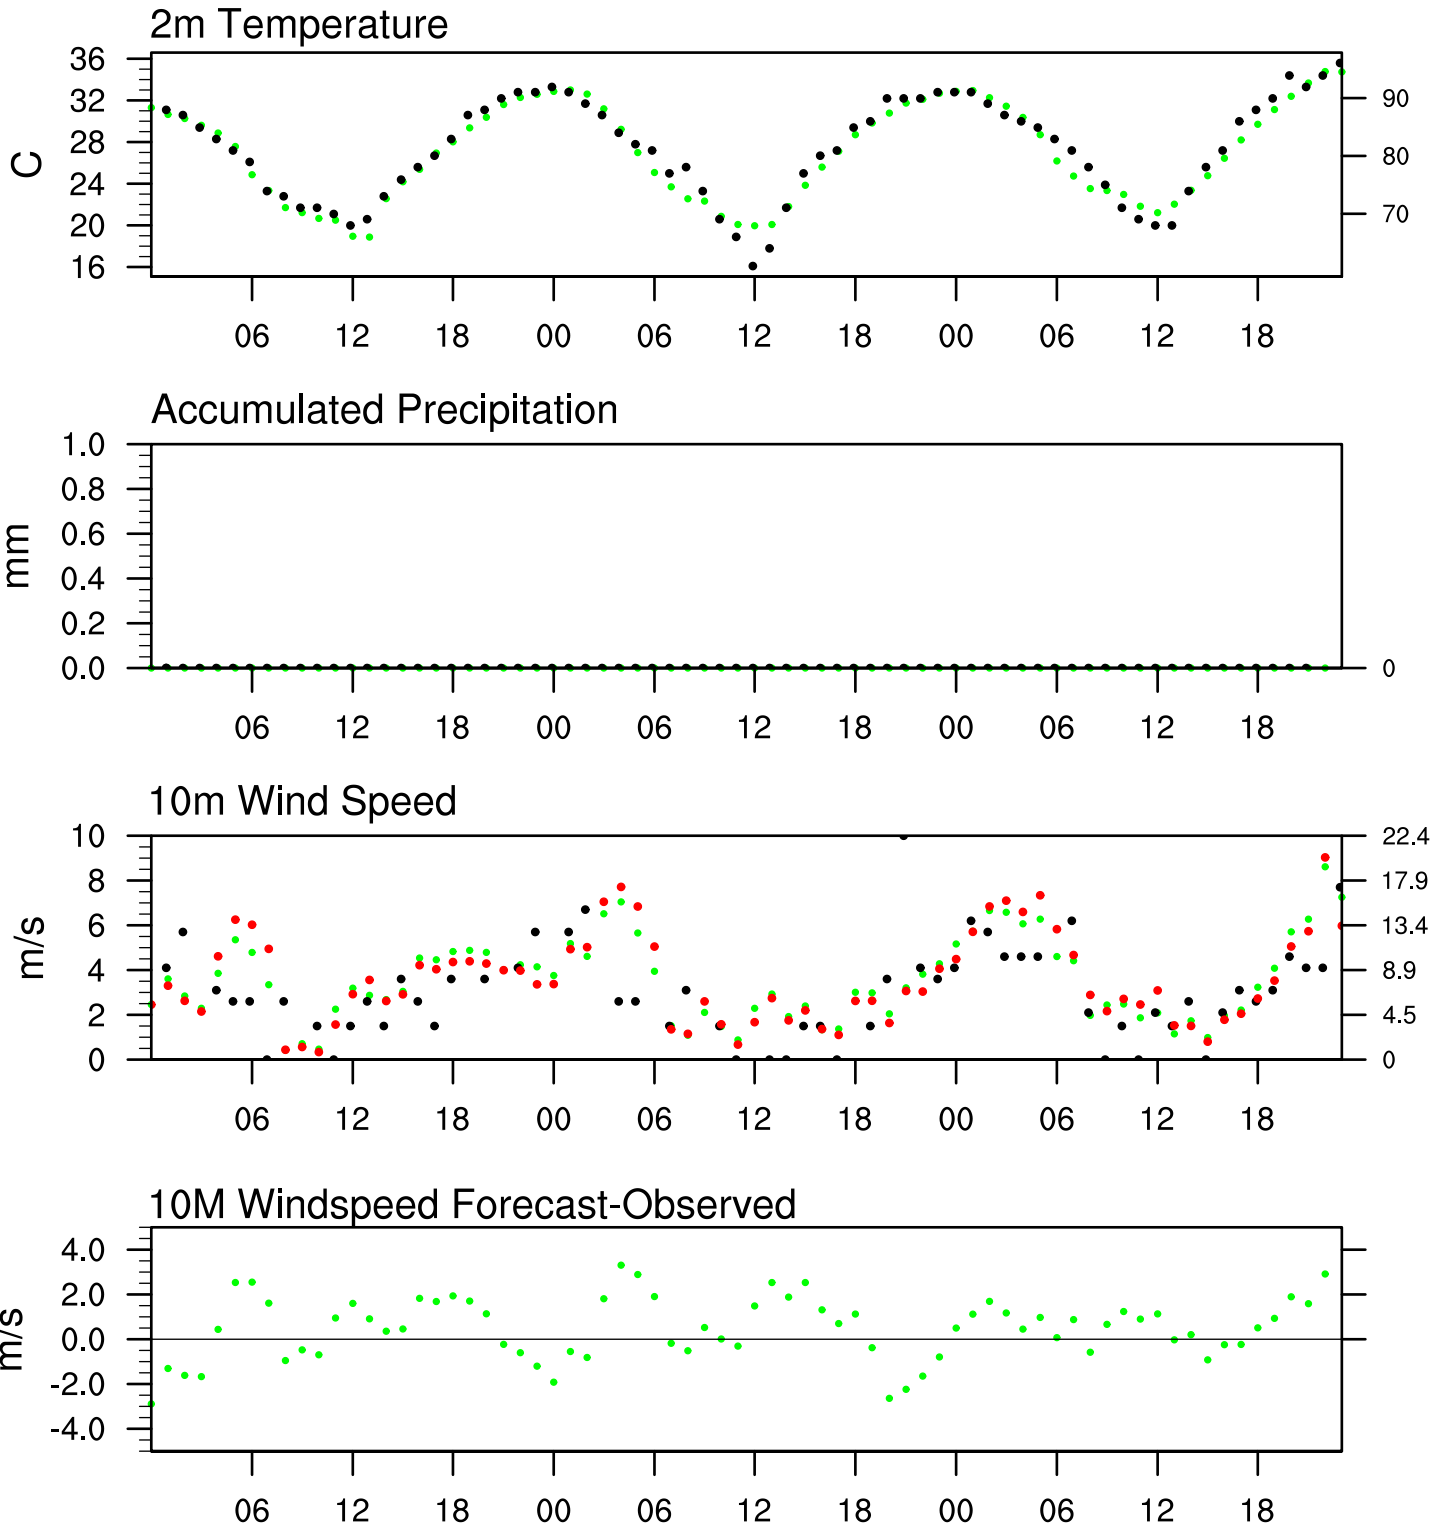 2m Temperature
36
32
28
24
20
16
C
90
80
70
06 12 18 00 06 12 18 00 06 12 18
Accumulated Precipitation
1.0
0.8
0.6
0.4
0.2
0.0
mm
0
06 12 18 00 06 12 18 00 06 12 18
10m Wind Speed
10
8
6
4
2
0
m/s
22.4
17.9
13.4
8.9
4.5
0
06 12 18 00 06 12 18 00 06 12 18
10M Windspeed Forecast-Observed
4.0
2.0
0.0
-2.0
-4.0
m/s
06 12 18 00 06 12 18 00 06 12 18